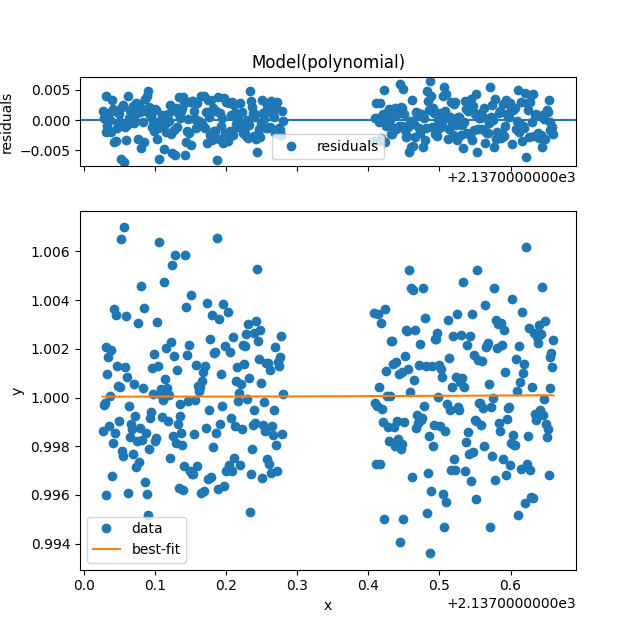 Model(polynomial)
0.005
0.000
−0.005
residuals
residuals
+2.1370000000e3
1.006
1.004
1.002
1.000
0.998
0.996
0.994
y
data
best-fit
0.0 0.1 0.2 0.3 0.4 0.5 0.6
x
+2.1370000000e3